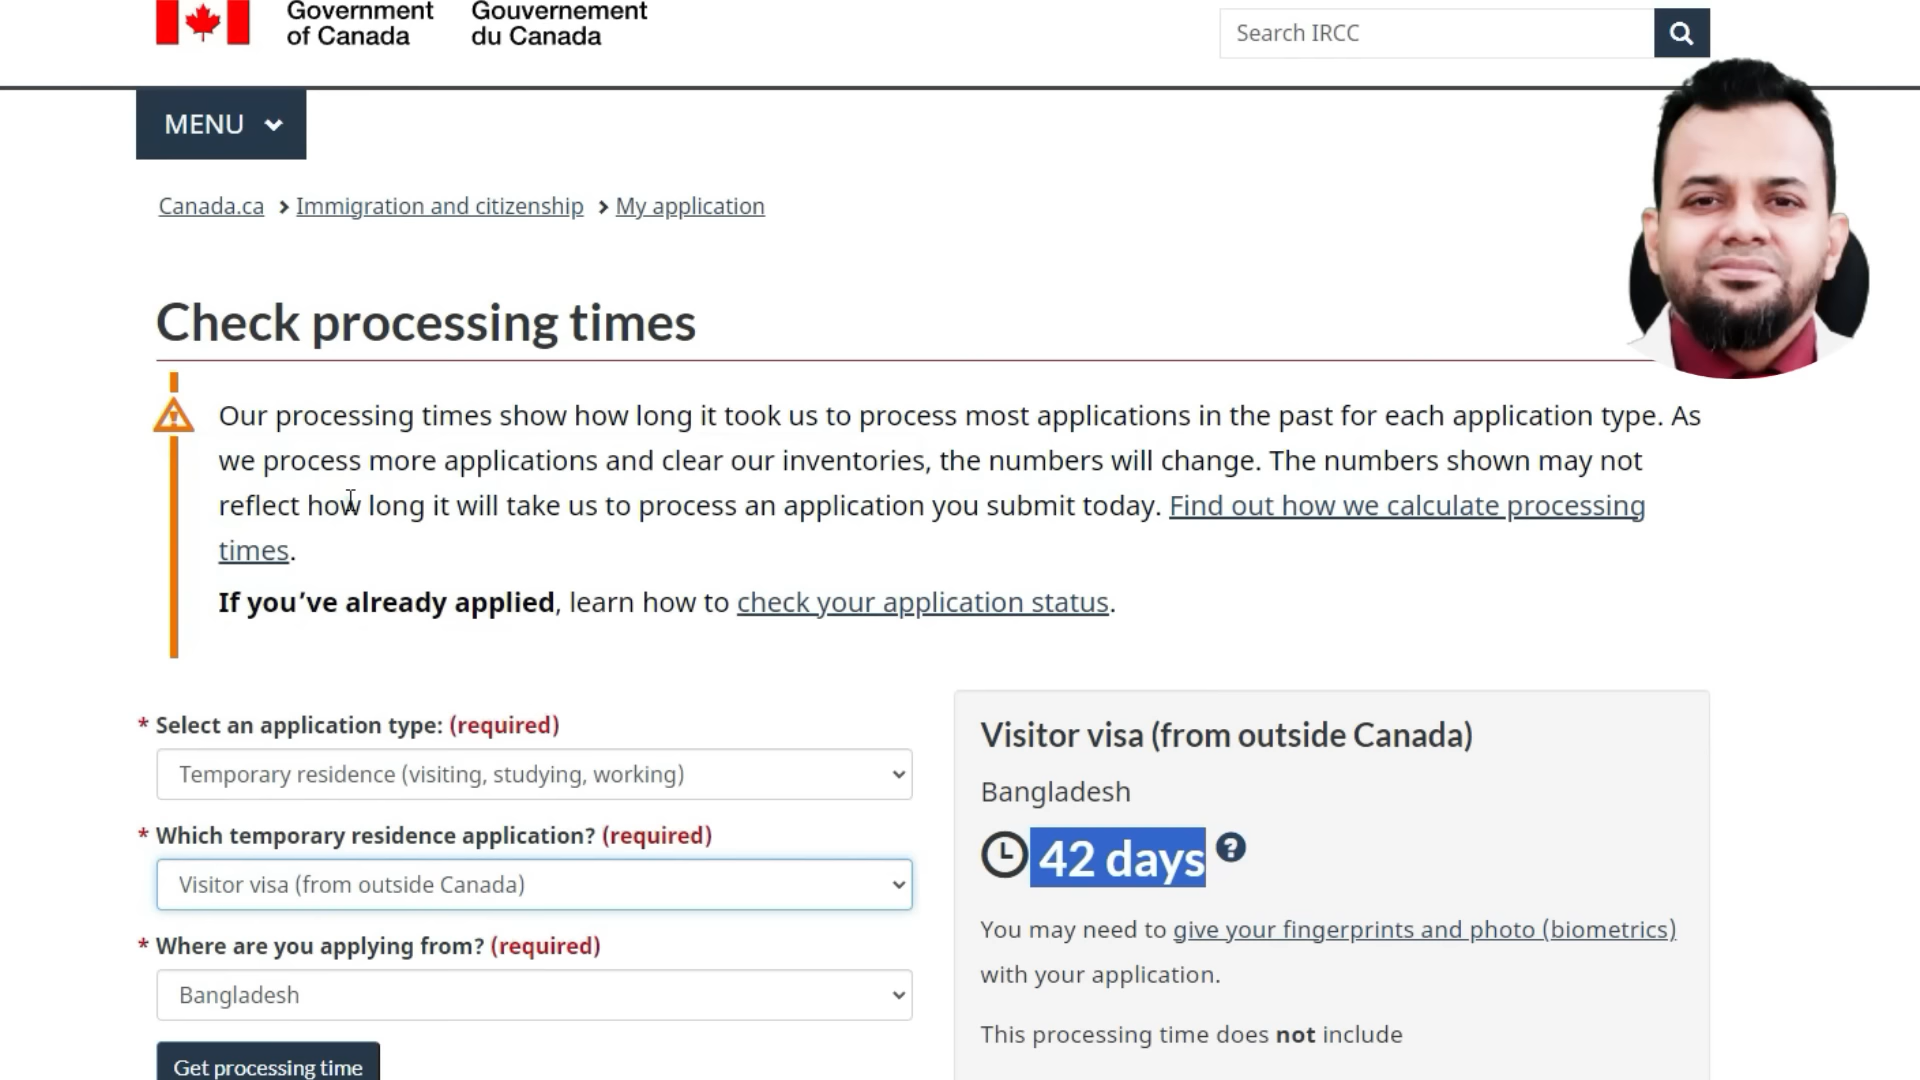 Government
of Canada
Gouvernement
du Canada
Search IRCC
MENU
Canada.ca > Immigration and citizenship > My application
Check processing times
Our processing times show how long it took us to process most applications in the past for each application type. As
we process more applications and clear our inventories, the numbers will change. The numbers shown may not
reflect how long it will take us to process an application you submit today. Find out how we calculate processing
times.
If you’ve already applied, learn how to check your application status.
* Select an application type: (required)
Temporary residence (visiting, studying, working)
* Which temporary residence application? (required)
Visitor visa (from outside Canada)
* Where are you applying from? (required)
Bangladesh
Get processing time
Visitor visa (from outside Canada)
Bangladesh
42 days ?
You may need to give your fingerprints and photo (biometrics)
with your application.
This processing time does not include